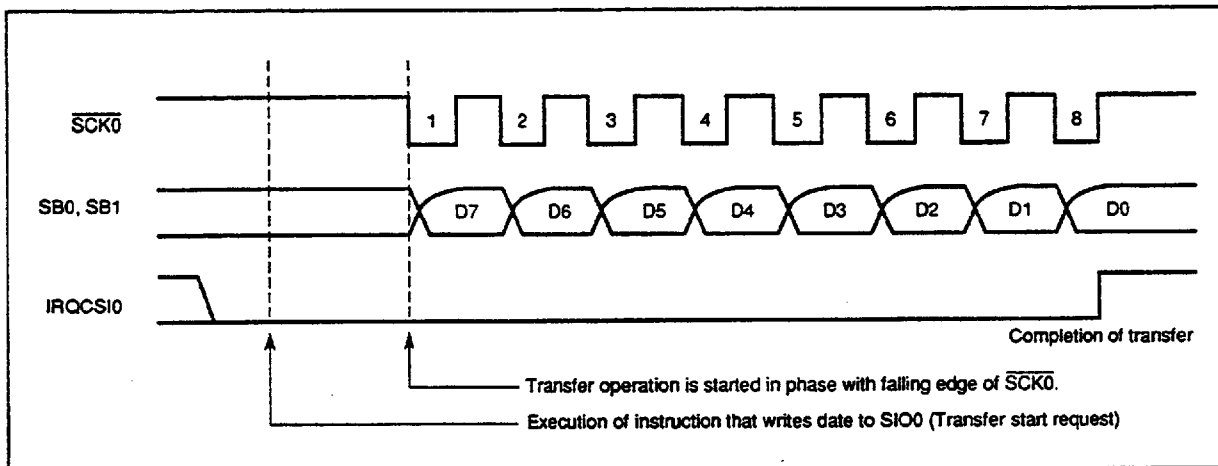 SCK0
1 2 3 4 5 6 7 8
SB0, SB1
D7 D6 D5 D4 D3 D2 D1 D0
IRQCSI0
Completion of transfer
Transfer operation is started in phase with falling edge of SCK0.
Execution of instruction that writes date to SIO0 (Transfer start request)